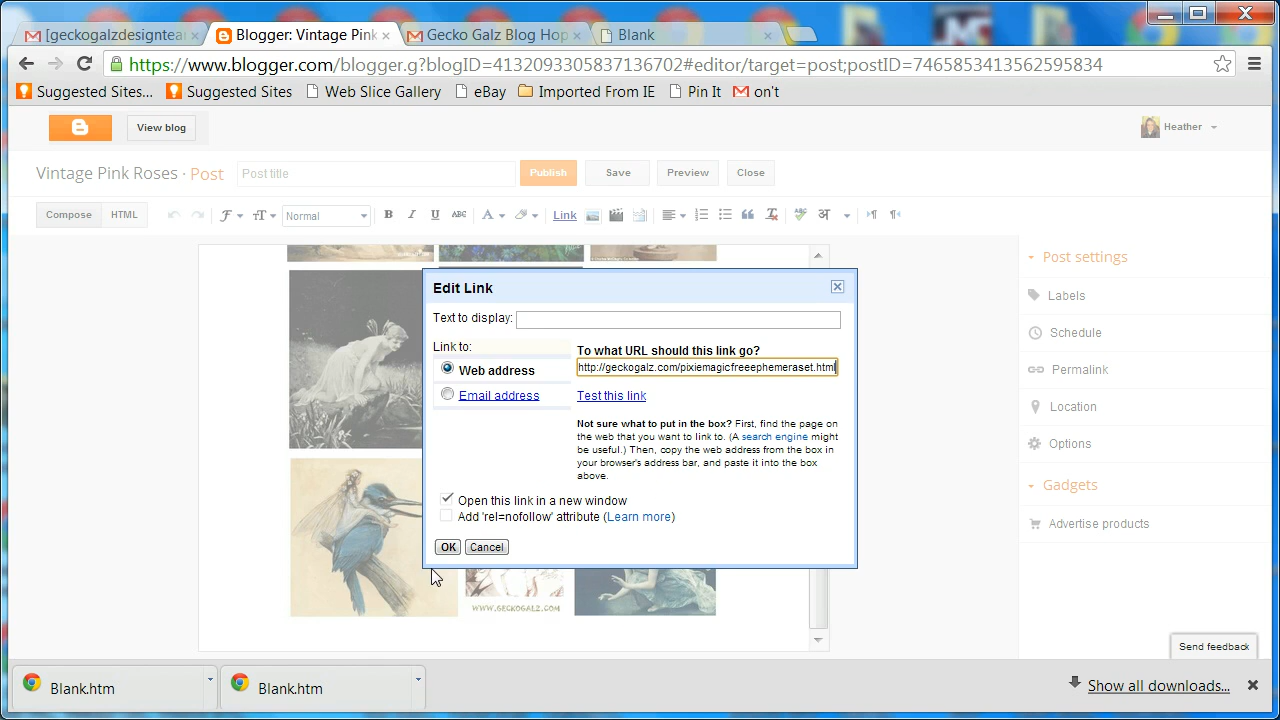 [geckogalzdesigntear
Blogger: Vintage Pink
Gecko Galz Blog Hop
Blank
https://www.blogger.com/blogger.g?blogID=4132093305837136702#editor/target=post;postID=7465853413562595834
Suggested Sites... Suggested Sites Web Slice Gallery eBay Imported From IE Pin It on't
View blog
Heather
Vintage Pink Roses · Post
Post title
Publish Save Preview Close
Compose HTML
Normal
B I U ABC A Link
Post settings
Labels
Schedule
Permalink
Location
Options
Gadgets
Advertise products
Edit Link
Text to display:
Link to:
Web address
Email address
To what URL should this link go?
http://geckogalz.com/pixiemagicfreeephemeraset.html
Test this link
Not sure what to put in the box? First, find the page on
the web that you want to link to. (A search engine might
be useful.) Then, copy the web address from the box in
your browser's address bar, and paste it into the box
above.
Open this link in a new window
Add 'rel=nofollow' attribute (Learn more)
OK Cancel
WWW.GECKOGALZ.COM
Send feedback
Blank.htm
Blank.htm
Show all downloads...